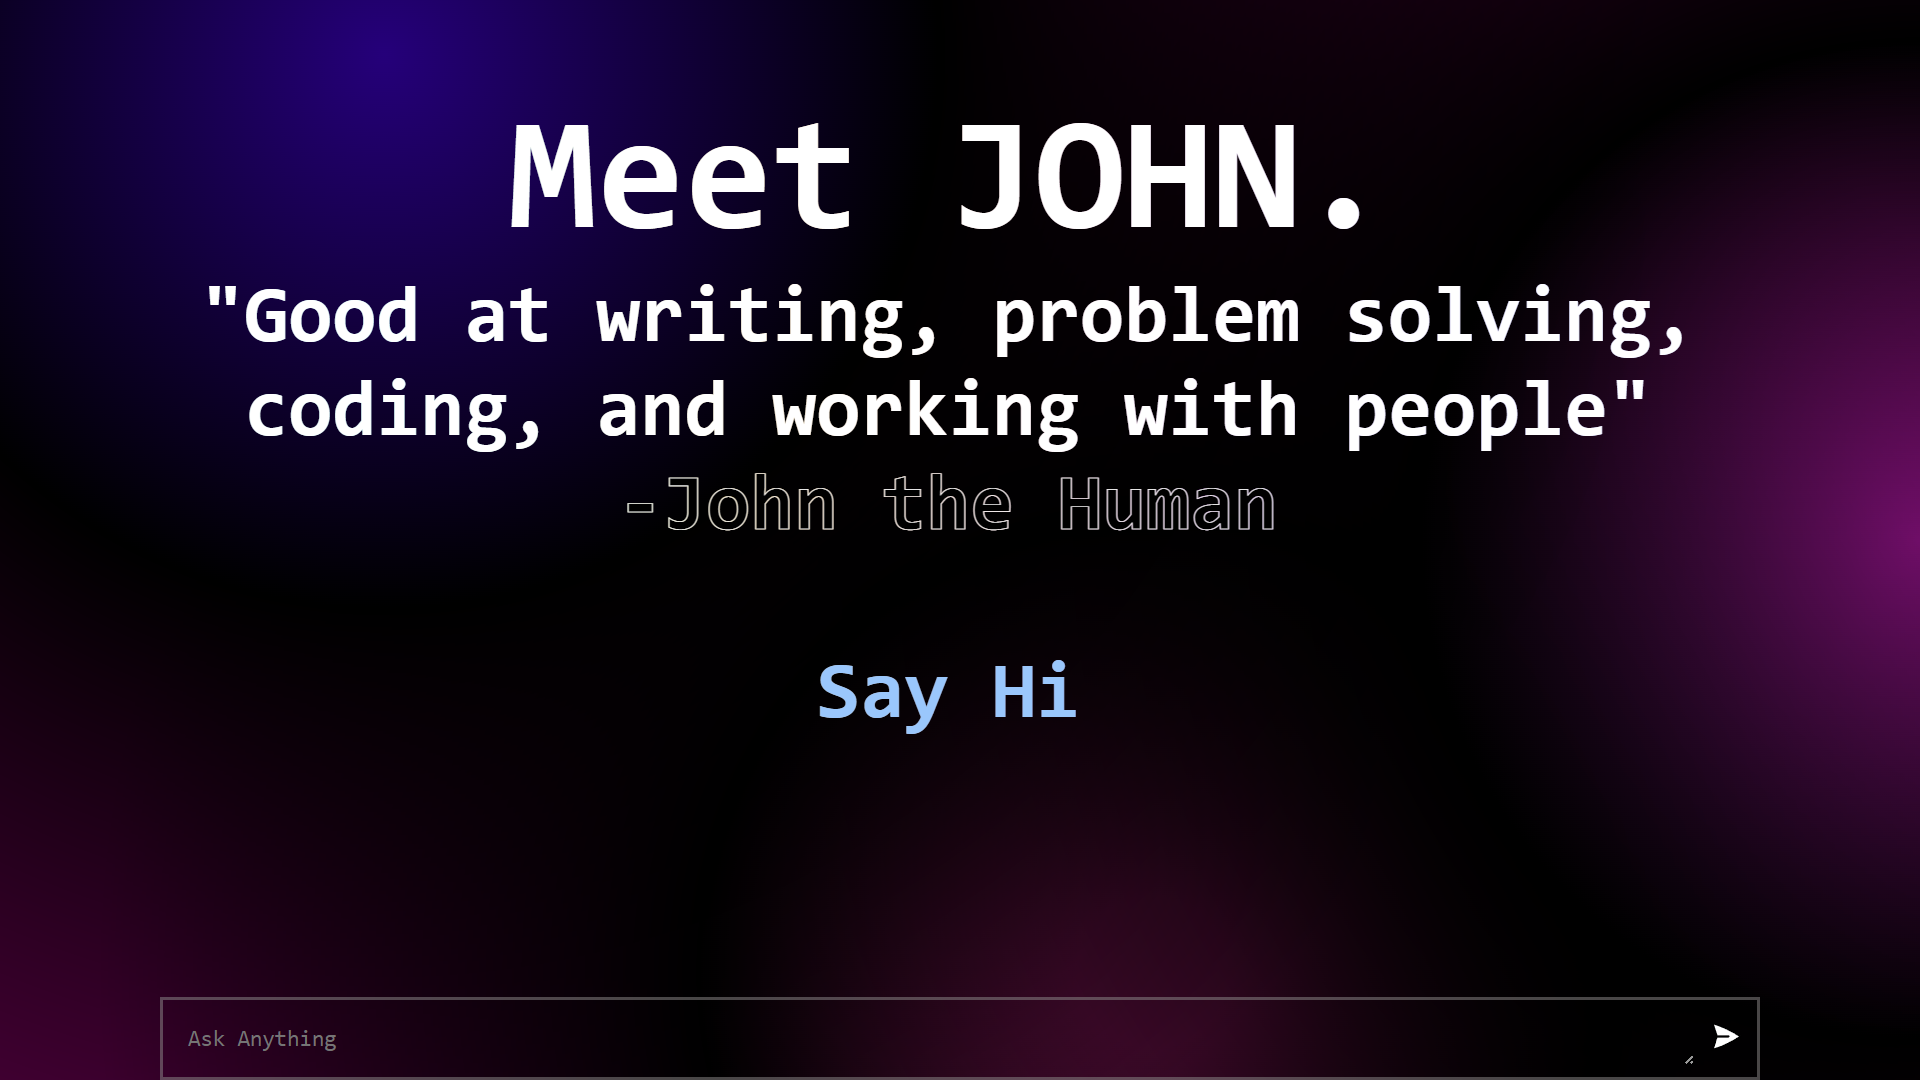 Meet JOHN.
"Good at writing, problem solving,
coding, and working with people"
-John the Human
Say Hi
Ask Anything